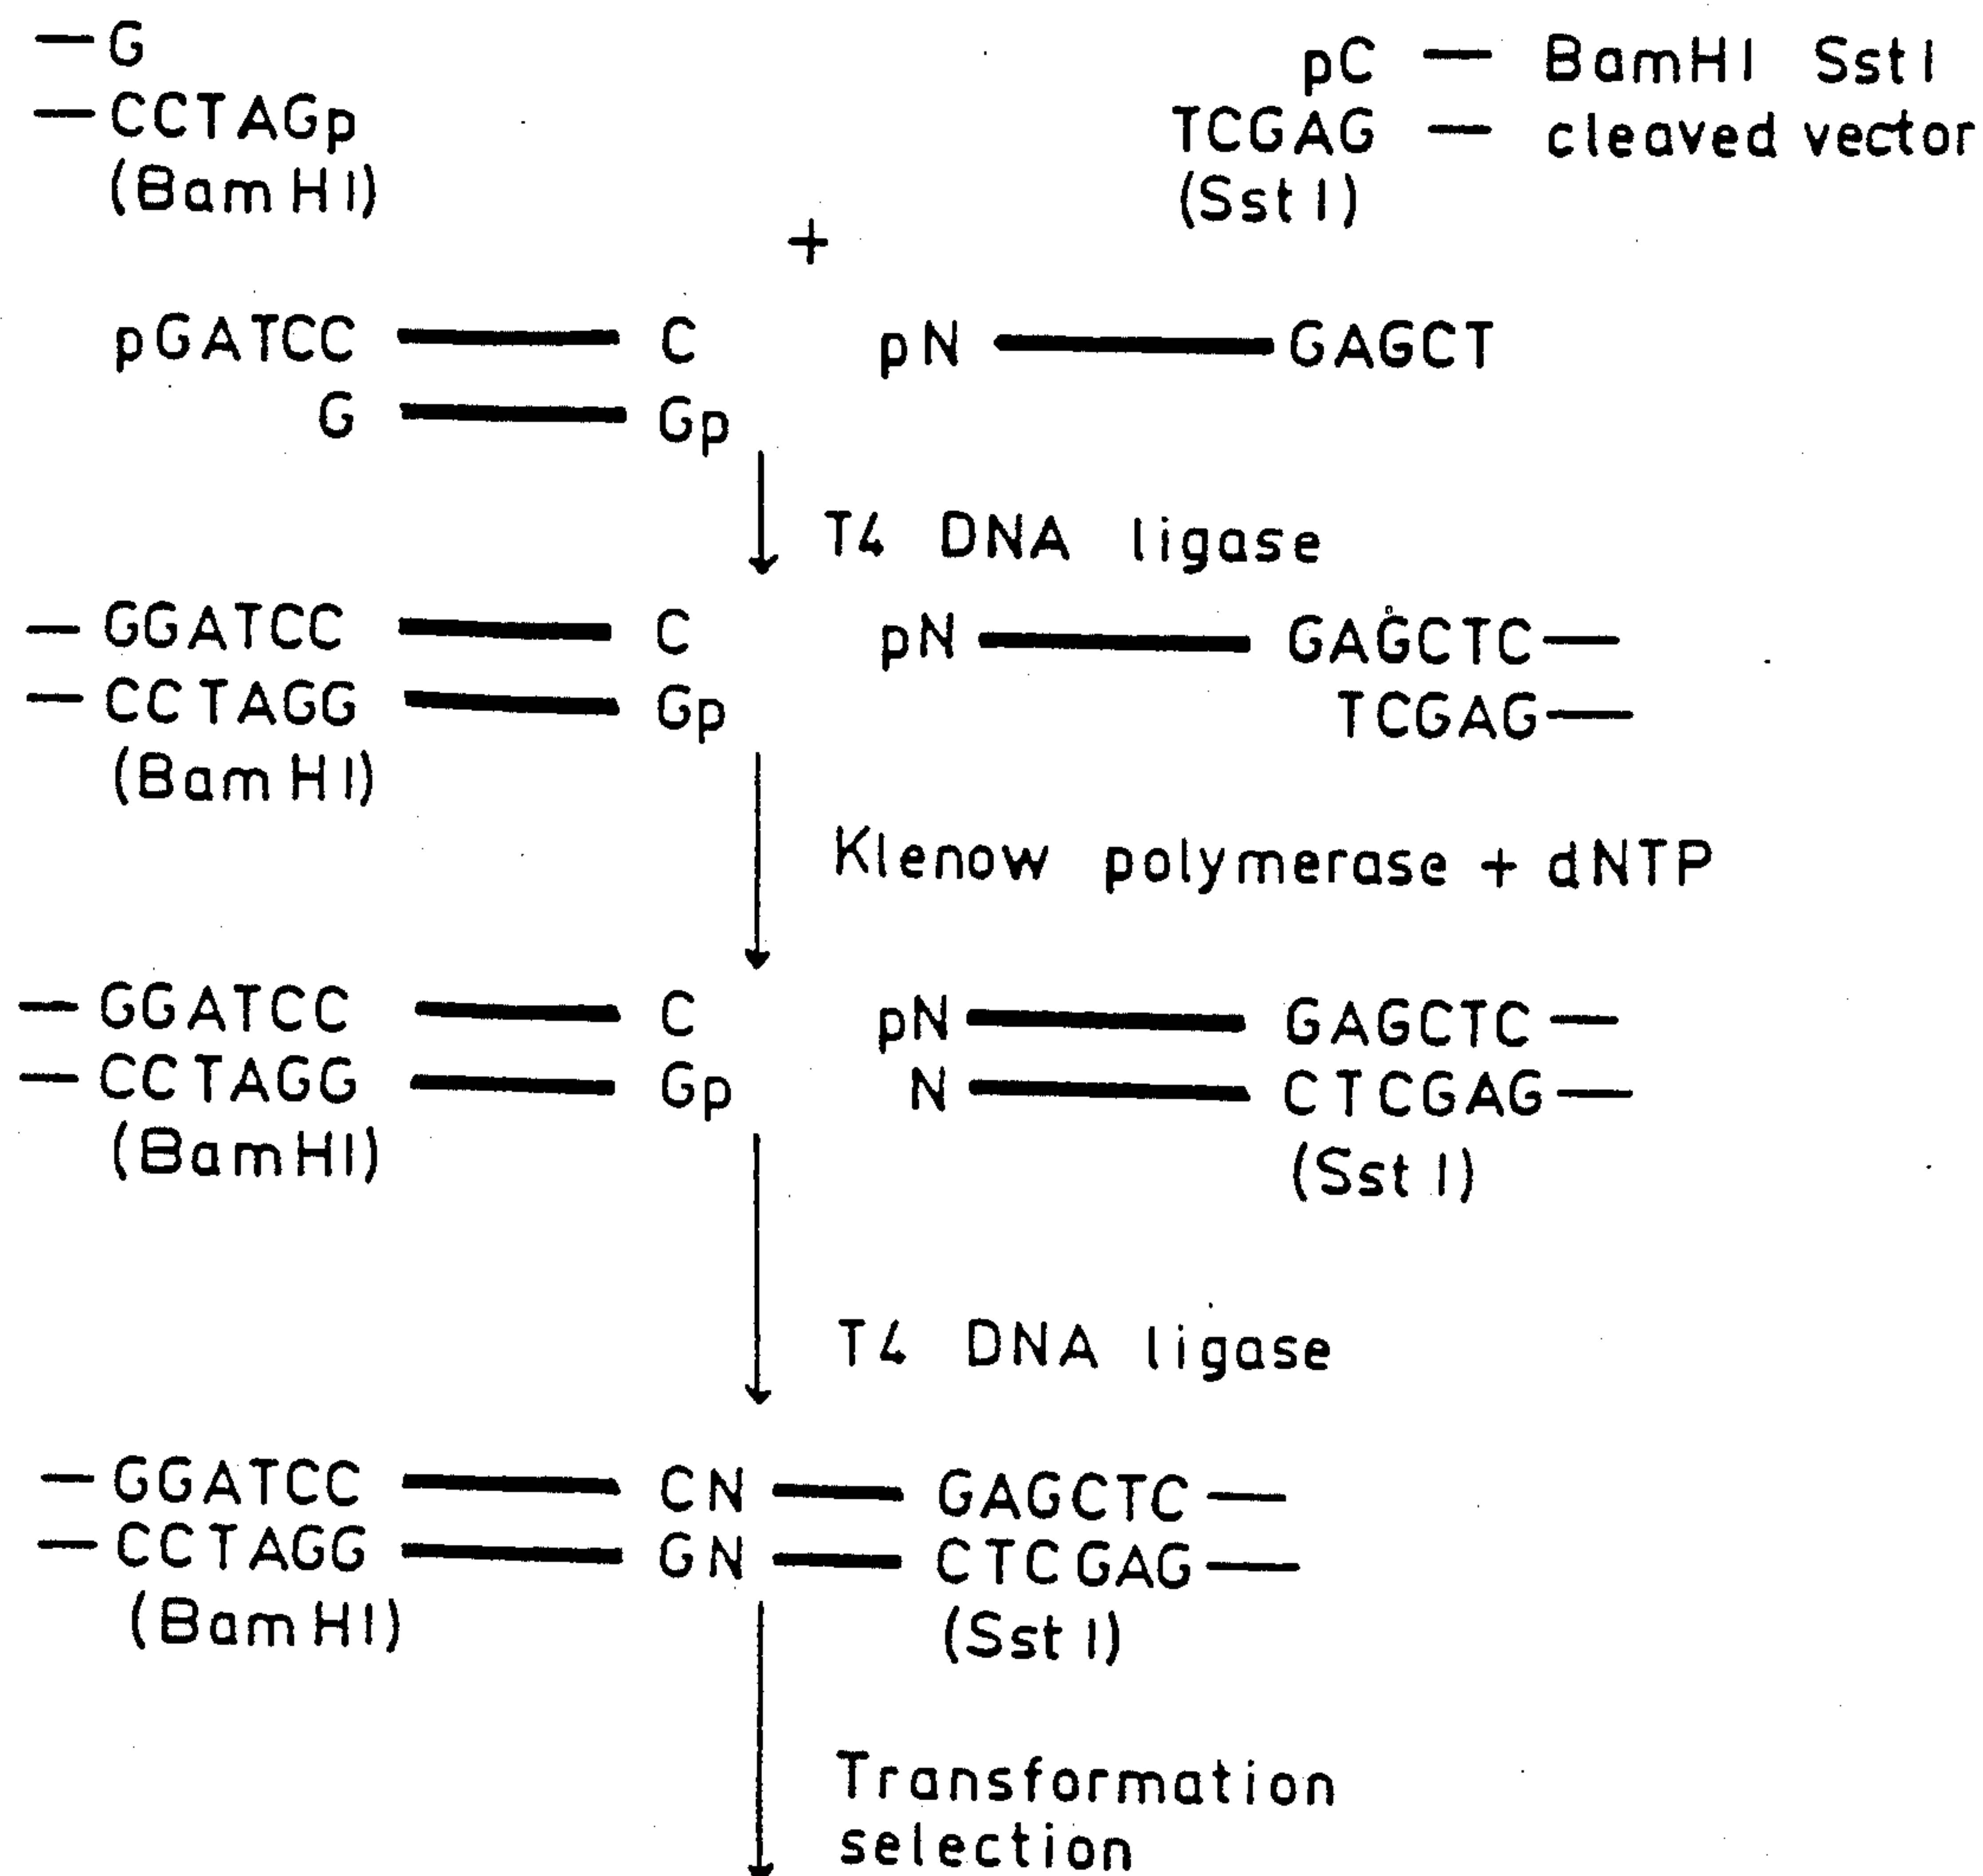 — G pC — BamHI SstI
— CCTAGp TCGAG — cleaved vector
(BamHI) (SstI)
+
pGATCC C pN GAGCT
G Gp
T4 DNA ligase
— GGATCC C pN GAGCTC —
— CCTAGG Gp TCGAG —
(BamHI)
Klenow polymerase + dNTP
— GGATCC C pN GAGCTC —
— CCTAGG Gp N CTCGAG —
(BamHI) (SstI)
T4 DNA ligase
— GGATCC CN GAGCTC —
— CCTAGG GN CTCGAG —
(BamHI) (SstI)
Transformation
selection